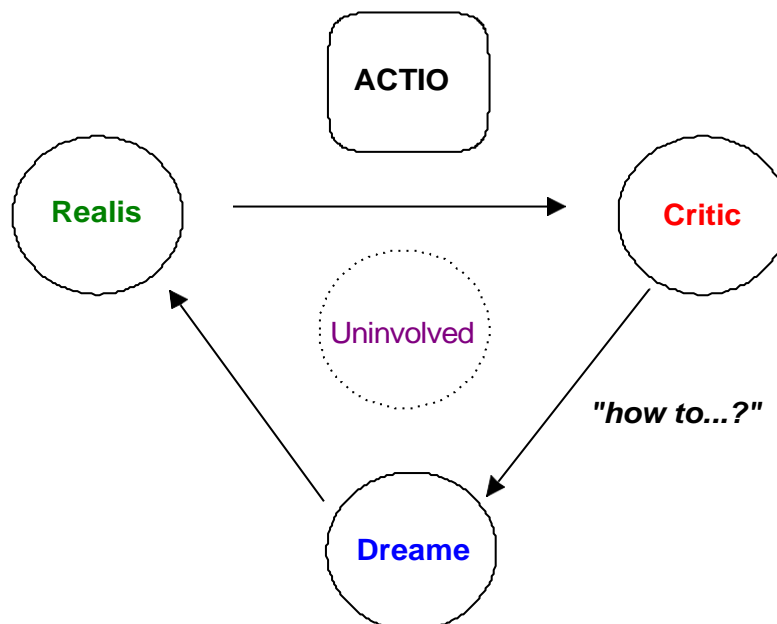 ACTIO
Realis
Critic
Uninvolved
"how to...?"
Dreame